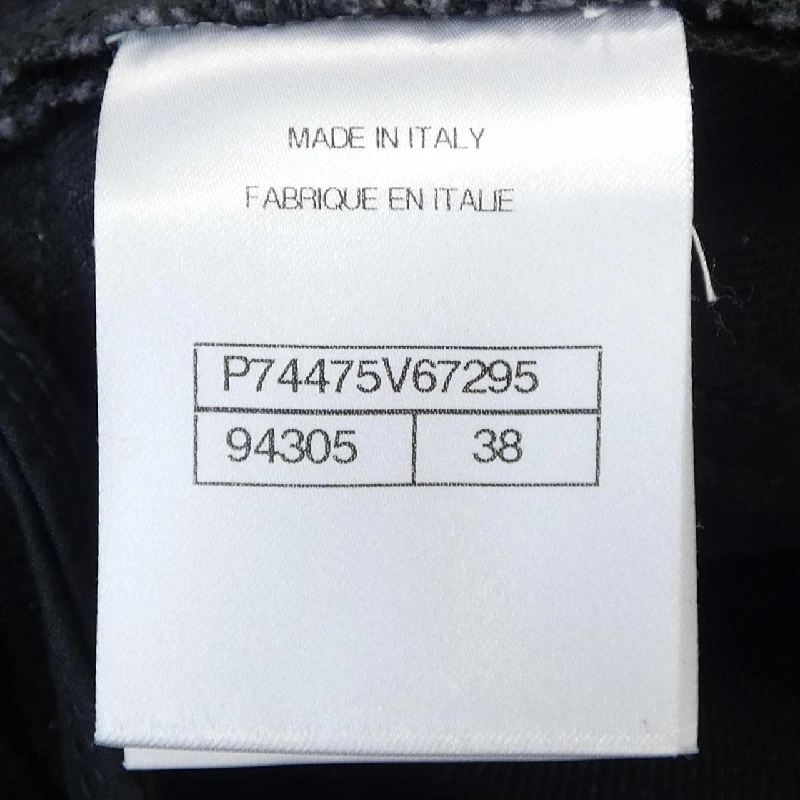 MADE IN ITALY
FABRIQUE EN ITALIE
P74475V67295
94305 38